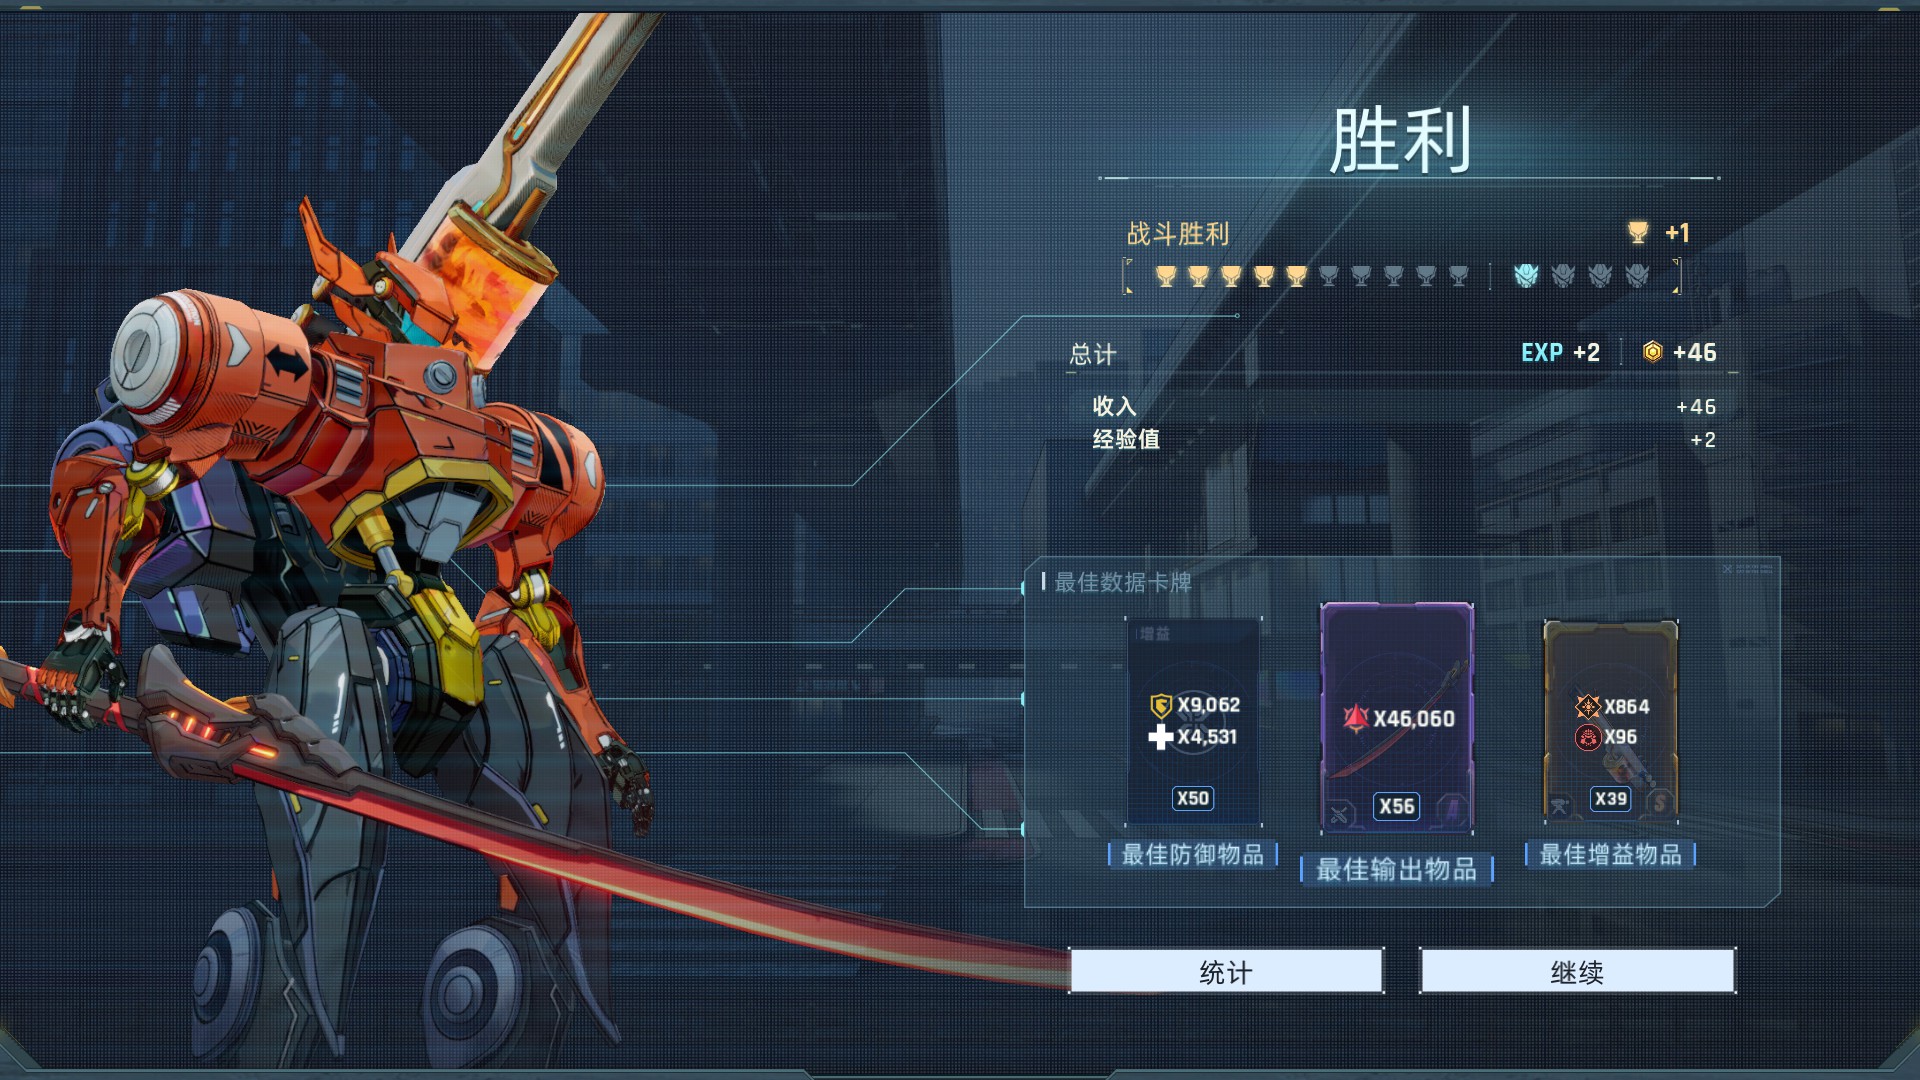 胜利
战斗胜利
+1
总计
EXP +2
+46
收入
+46
经验值
+2
最佳数据卡牌
增益
X9,062
X4,531
X50
最佳防御物品
X46,060
X56
A
最佳输出物品
X864
X96
X39
S
最佳增益物品
统计
继续